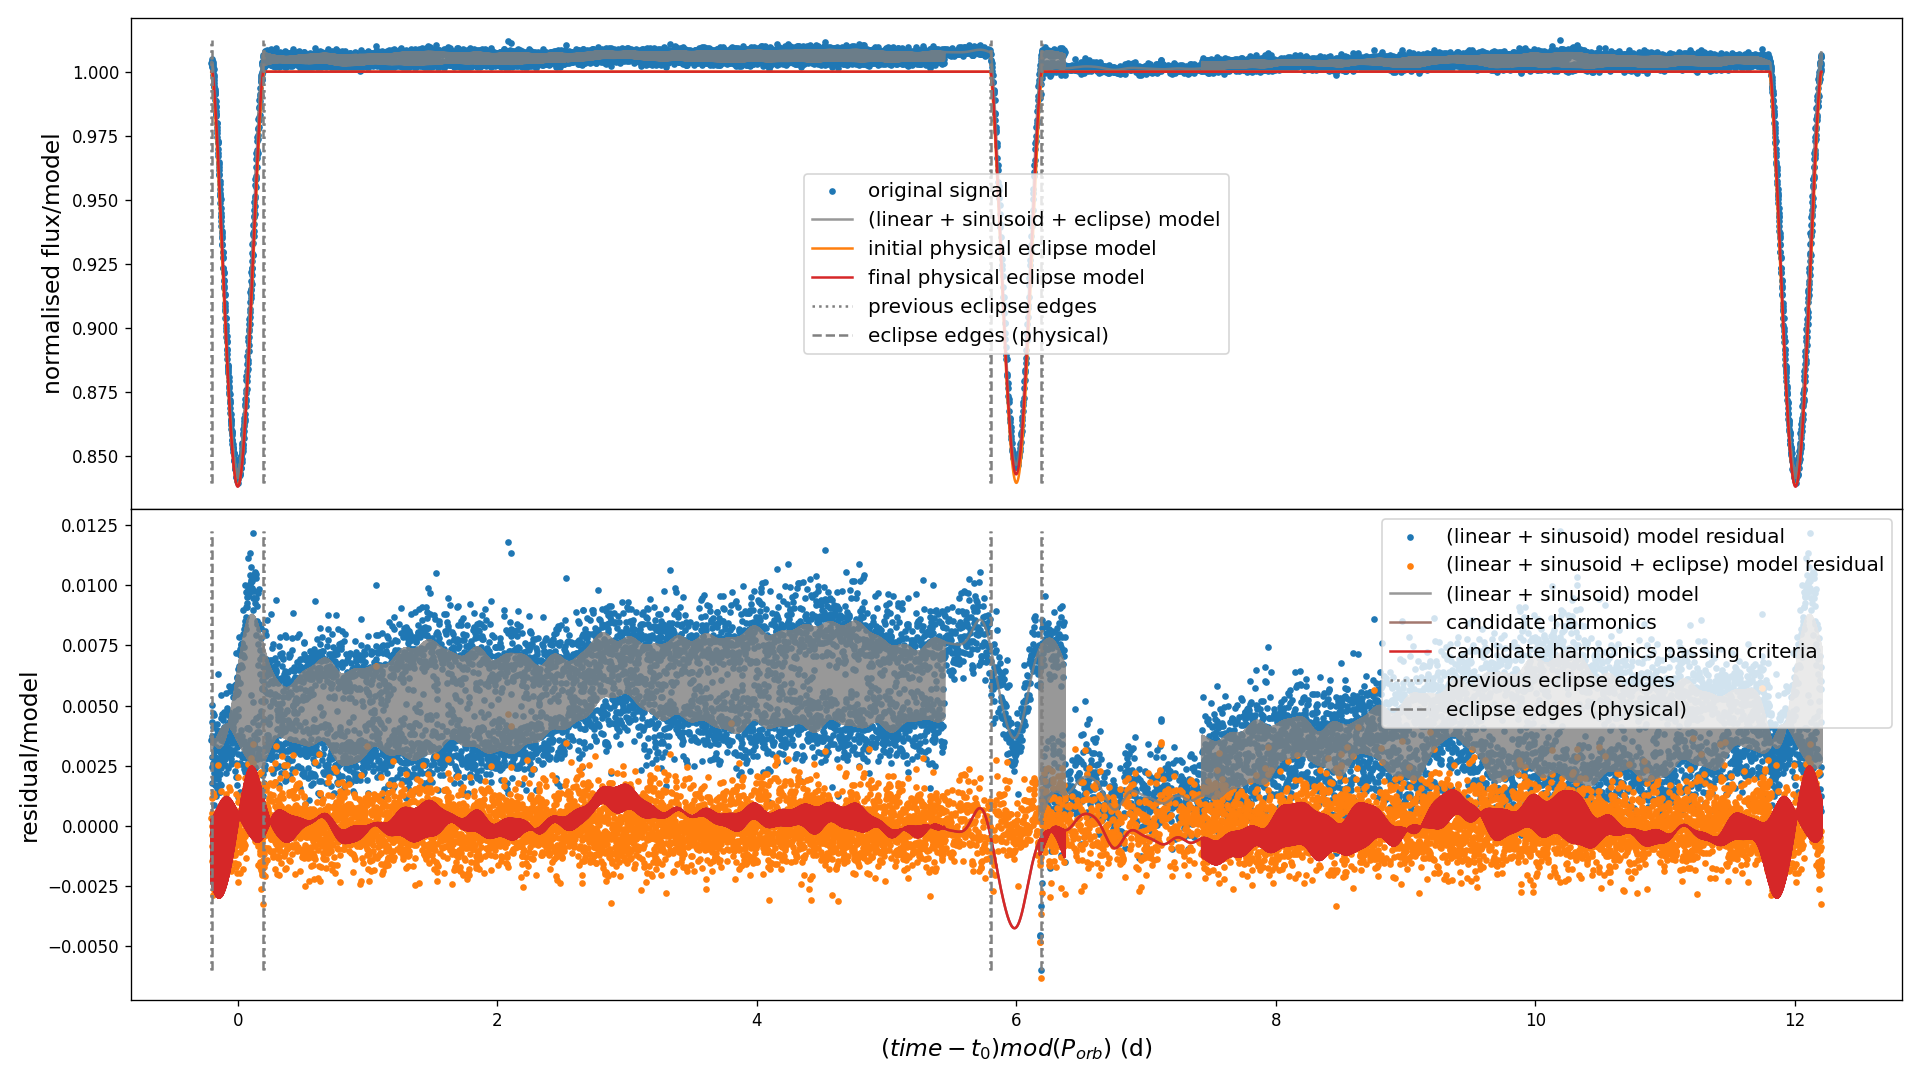 normalised flux/model
1.000
0.975
0.950
0.925
0.900
0.875
0.850
original signal
(linear + sinusoid + eclipse) model
initial physical eclipse model
final physical eclipse model
previous eclipse edges
eclipse edges (physical)
residual/model
0.0125
0.0100
0.0075
0.0050
0.0025
0.0000
−0.0025
−0.0050
(linear + sinusoid) model residual
(linear + sinusoid + eclipse) model residual
(linear + sinusoid) model
candidate harmonics
candidate harmonics passing criteria
previous eclipse edges
eclipse edges (physical)
0 2 4 6 8 10 12
(time − t₀)mod(Pₒᵣb) (d)